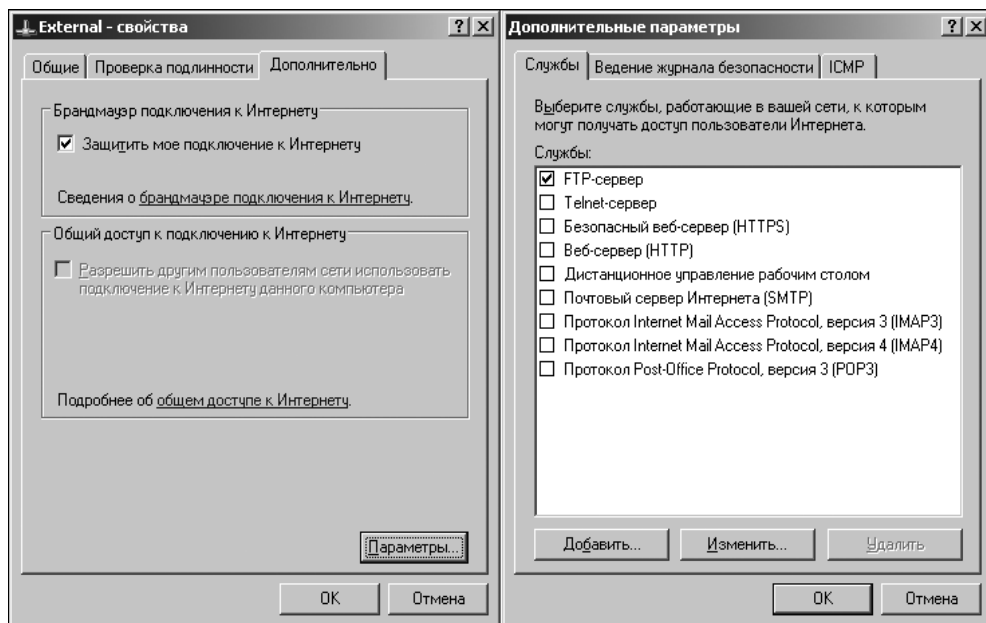 External - свойства
Общие
Проверка подлинности
Дополнительно
Брандмауэр подключения к Интернету
Защитить мое подключение к Интернету
Сведения о брандмауэре подключения к Интернету.
Общий доступ к подключению к Интернету
Разрешить другим пользователям сети использовать
подключение к Интернету данного компьютера
Подробнее об общем доступе к Интернету.
Параметры...
OK
Отмена
Дополнительные параметры
Службы
Ведение журнала безопасности
ICMP
Выберите службы, работающие в вашей сети, к которым
могут получать доступ пользователи Интернета.
Службы:
FTP-сервер
Telnet-сервер
Безопасный веб-сервер (HTTPS)
Веб-сервер (HTTP)
Дистанционное управление рабочим столом
Почтовый сервер Интернета (SMTP)
Протокол Internet Mail Access Protocol, версия 3 (IMAP3)
Протокол Internet Mail Access Protocol, версия 4 (IMAP4)
Протокол Post-Office Protocol, версия 3 (POP3)
Добавить...
Изменить...
Удалить
OK
Отмена